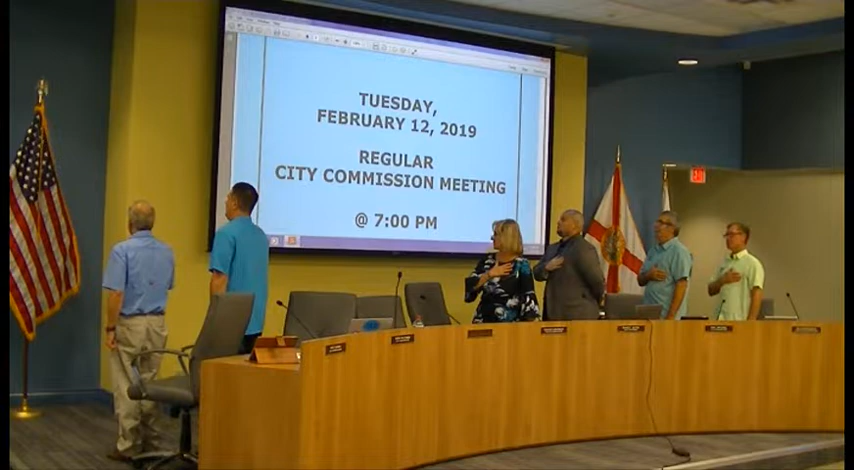 TUESDAY,
FEBRUARY 12, 2019
REGULAR
CITY COMMISSION MEETING
@ 7:00 PM